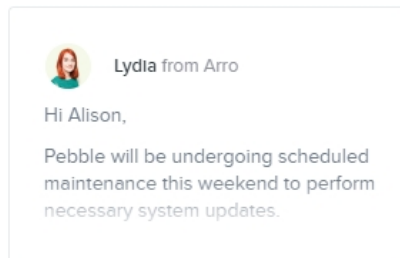 Lydia from Arro
Hi Alison,
Pebble will be undergoing scheduled
maintenance this weekend to perform
necessary system updates.